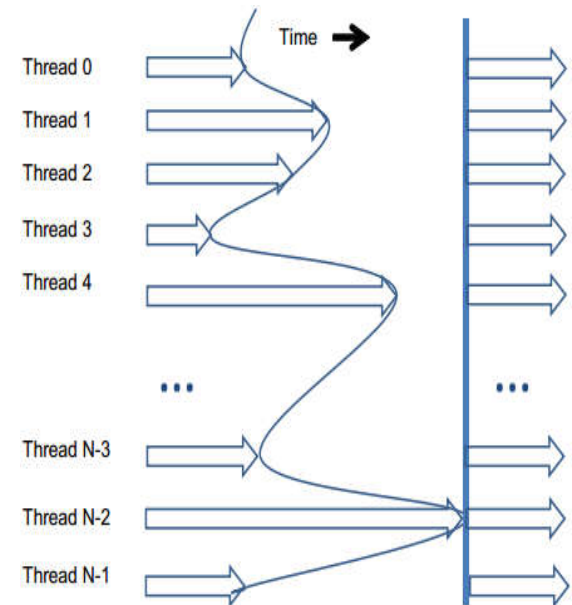 Time
Thread 0
Thread 1
Thread 2
Thread 3
Thread 4
... ...
Thread N-3
Thread N-2
Thread N-1